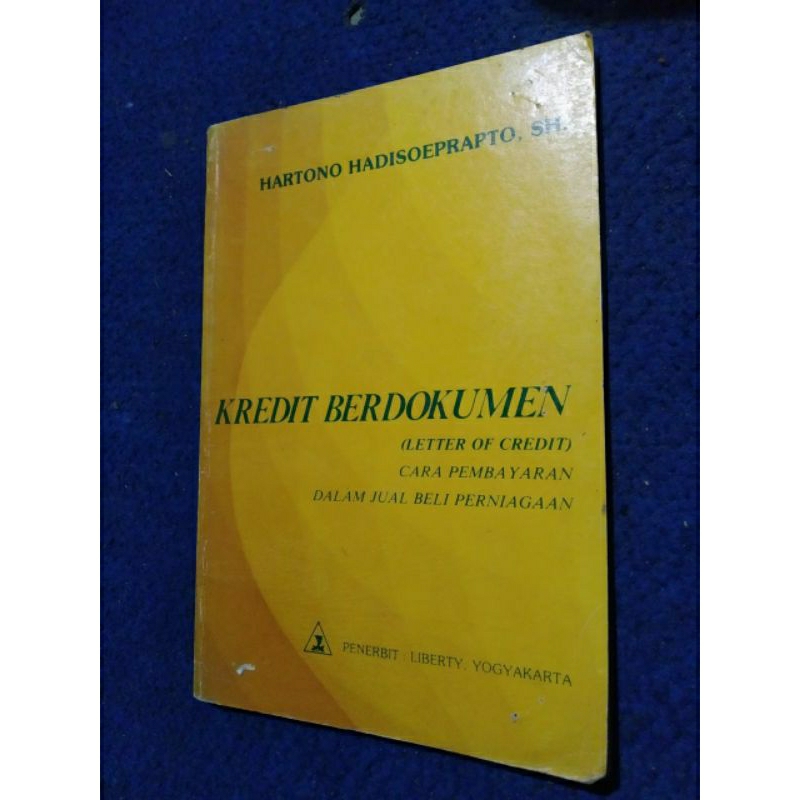 HARTONO HADISOEPRAPTO, SH.
KREDIT BERDOKUMEN
(LETTER OF CREDIT)
CARA PEMBAYARAN
DALAM JUAL BELI PERNIAGAAN
PENERBIT : LIBERTY, YOGYAKARTA